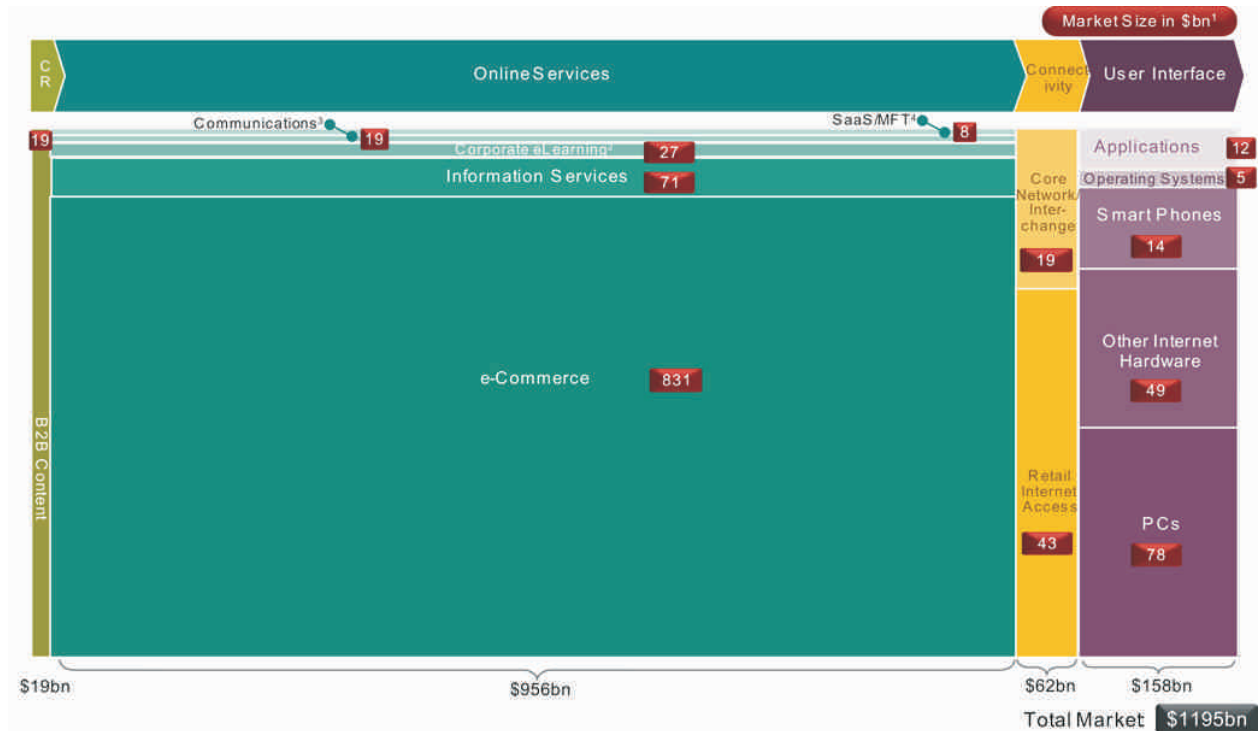 Market Size in $bn¹
C
R
Online Services
Connect
ivity
User Interface
Communications³
SaaS/MFT⁴
19
19
8
Corporate eLearning²
27
Applications
12
Information Services
71
Core
Network/
Inter-
change
19
Operating Systems
5
Smart Phones
14
e-Commerce
831
Other Internet
Hardware
49
B2B Content
Retail
Internet
Access
43
PCs
78
$19bn
$956bn
$62bn
$158bn
Total Market
$1195bn